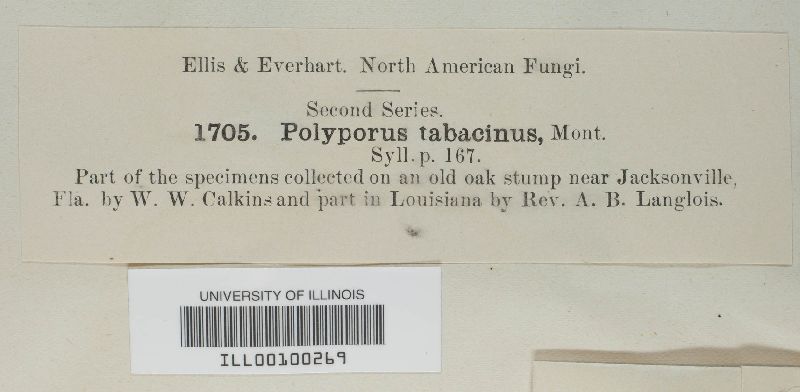 Ellis & Everhart. North American Fungi.
Second Series.
1705. Polyporus tabacinus, Mont.
Syll. p. 167.
Part of the specimens collected on an old oak stump near Jacksonville,
Fla. by W. W. Calkins and part in Louisiana by Rev. A. B. Langlois.
UNIVERSITY OF ILLINOIS
ILL00100269